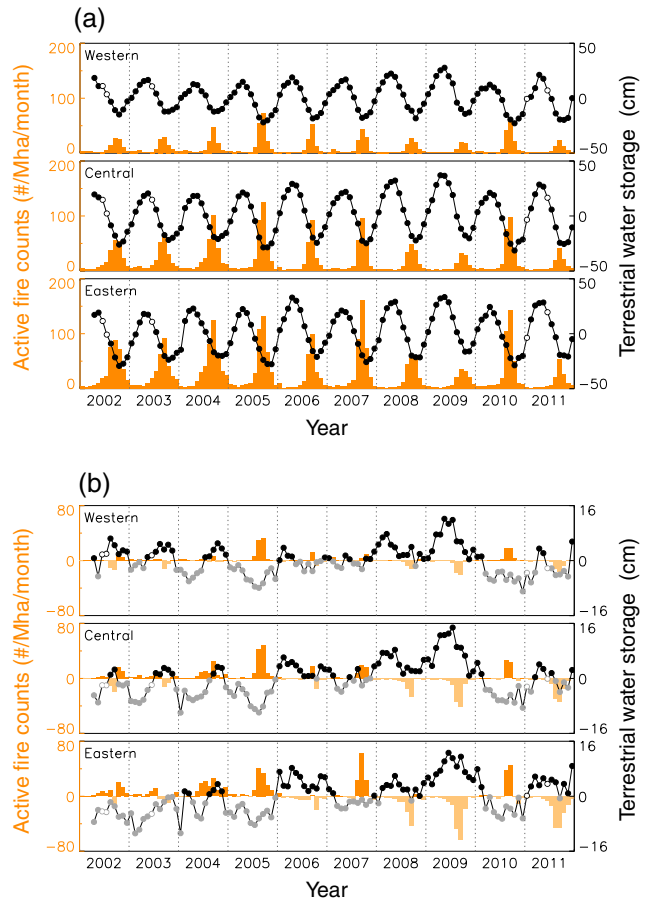 (a)
Active fire counts (#/Mha/month)
Terrestrial water storage (cm)
200
100
0
Western
50
0
−50
200
100
0
Central
50
0
−50
200
100
0
Eastern
50
0
−50
2002 2003 2004 2005 2006 2007 2008 2009 2010 2011
Year
(b)
Active fire counts (#/Mha/month)
Terrestrial water storage (cm)
80
0
−80
Western
16
0
−16
80
0
−80
Central
16
0
−16
80
0
−80
Eastern
16
0
−16
2002 2003 2004 2005 2006 2007 2008 2009 2010 2011
Year